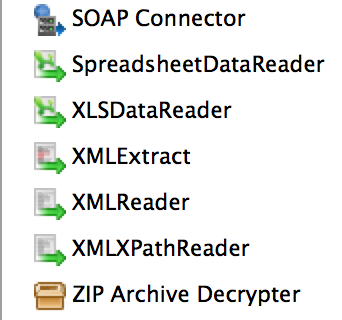 SOAP Connector
SpreadsheetDataReader
XLSDataReader
XMLExtract
XMLReader
XMLXPathReader
ZIP Archive Decrypter